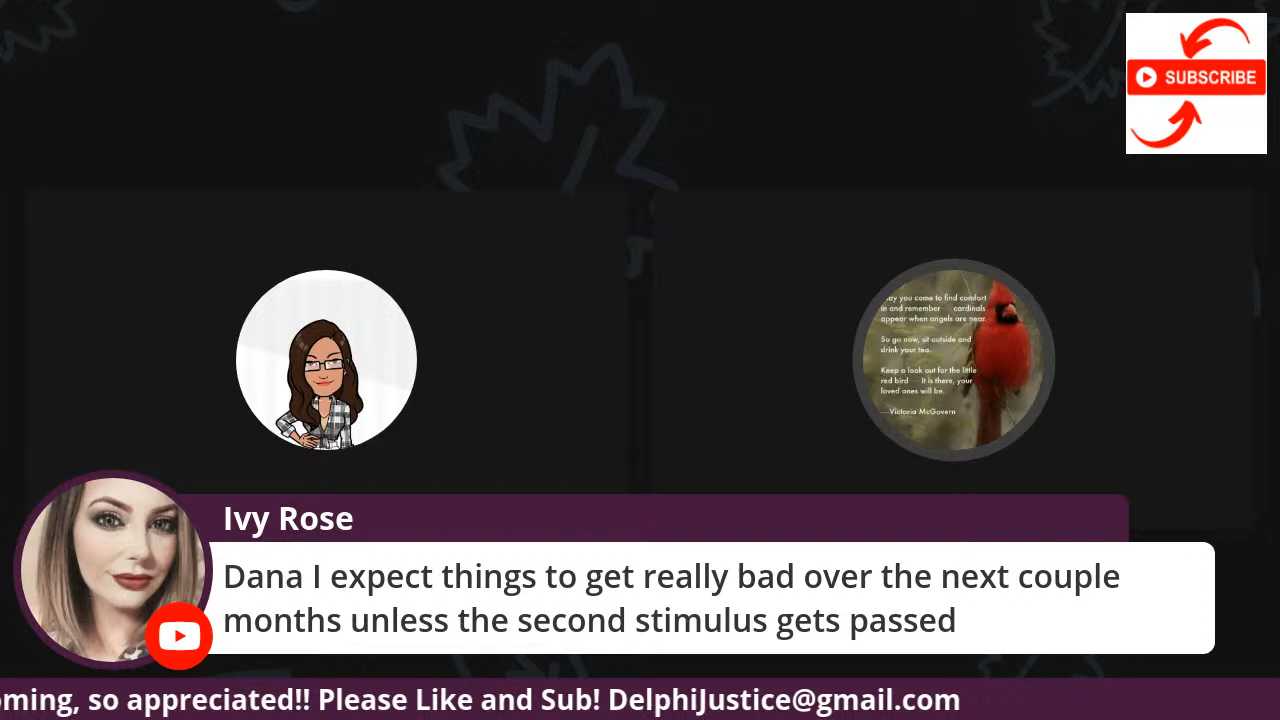 SUBSCRIBE
ay you come to find comfort
in and remember cardinals
appear when angels are near.
So go now, sit outside and
drink your tea.
Keep a look out for the little
red bird It is there, your
loved ones will be.
—Victoria McGovern
Ivy Rose
Dana I expect things to get really bad over the next couple
months unless the second stimulus gets passed
oming, so appreciated!! Please Like and Sub! DelphiJustice@gmail.com